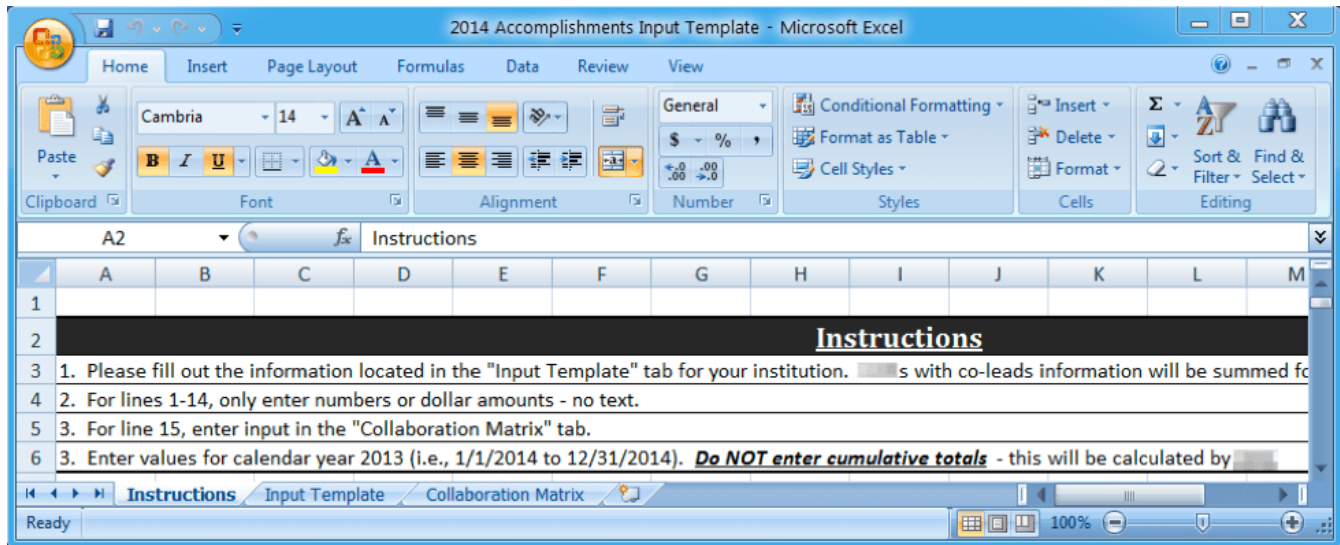 2014 Accomplishments Input Template - Microsoft Excel
Home Insert Page Layout Formulas Data Review View
Cambria 14 A A General Conditional Formatting Insert Σ
Paste $ % , Format as Table Delete Sort & Filter Find & Select
B I U A .0 .00 .00 .0 Cell Styles Format
Clipboard Font Alignment Number Styles Cells Editing
A2 fx Instructions
A B C D E F G H I J K L M
1
2 Instructions
3 1. Please fill out the information located in the "Input Template" tab for your institution. s with co-leads information will be summed fo
4 2. For lines 1-14, only enter numbers or dollar amounts - no text.
5 3. For line 15, enter input in the "Collaboration Matrix" tab.
6 3. Enter values for calendar year 2013 (i.e., 1/1/2014 to 12/31/2014). Do NOT enter cumulative totals - this will be calculated by
Instructions Input Template Collaboration Matrix
Ready 100%